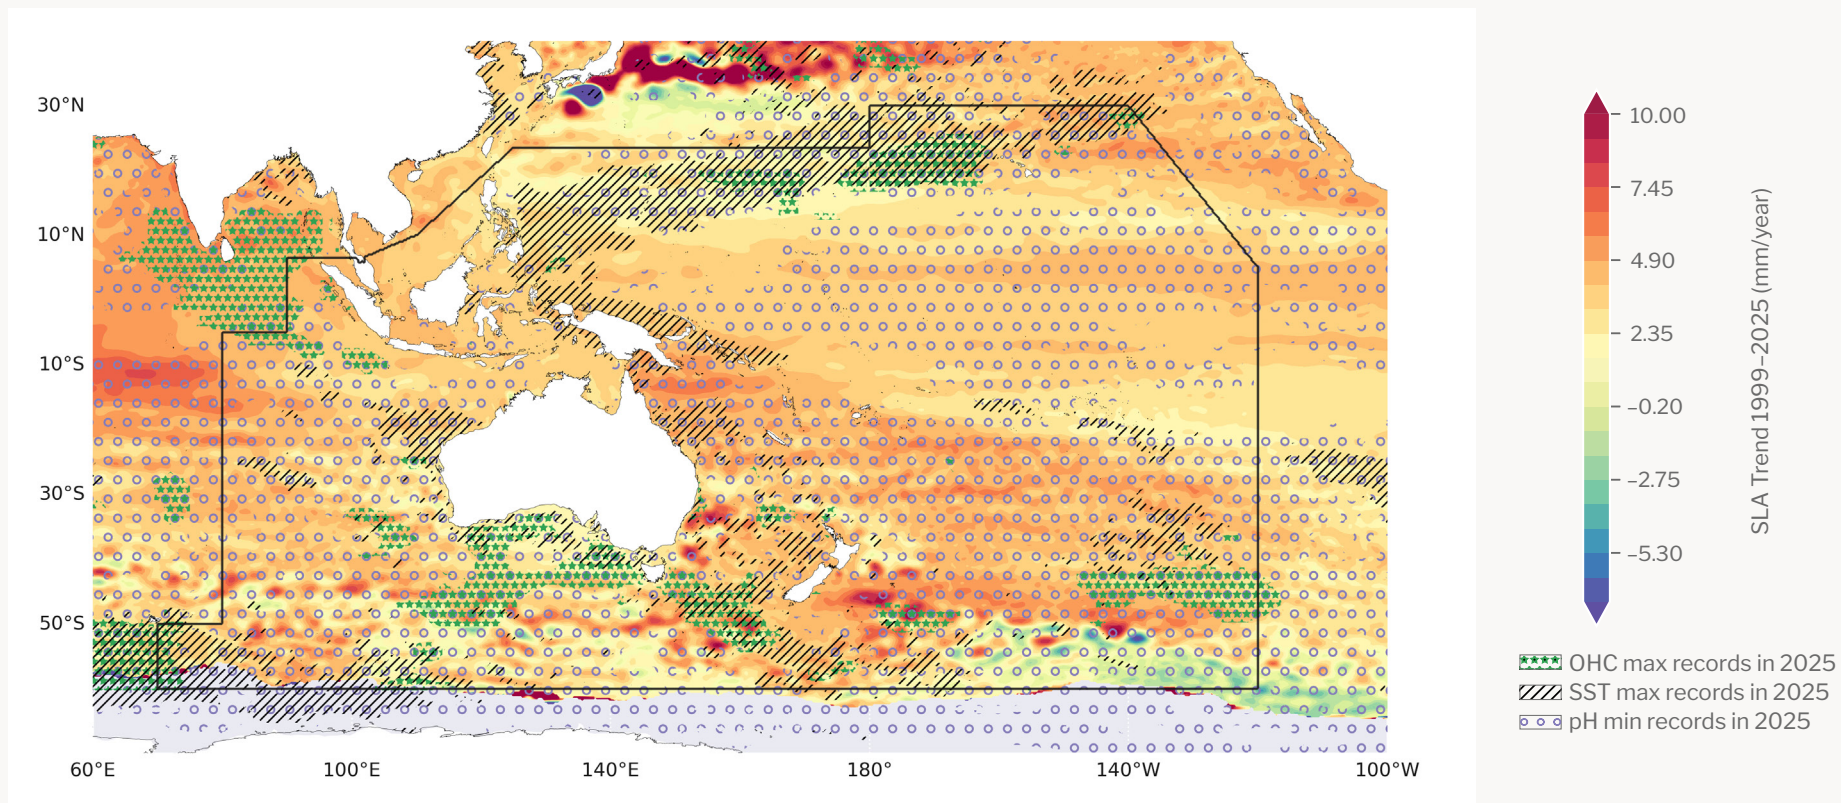 30°N
10°N
10°S
30°S
50°S
60°E
100°E
140°E
180°
140°W
100°W
10.00
7.45
4.90
2.35
−0.20
−2.75
−5.30
SLA Trend 1999–2025 (mm/year)
OHC max records in 2025
SST max records in 2025
pH min records in 2025